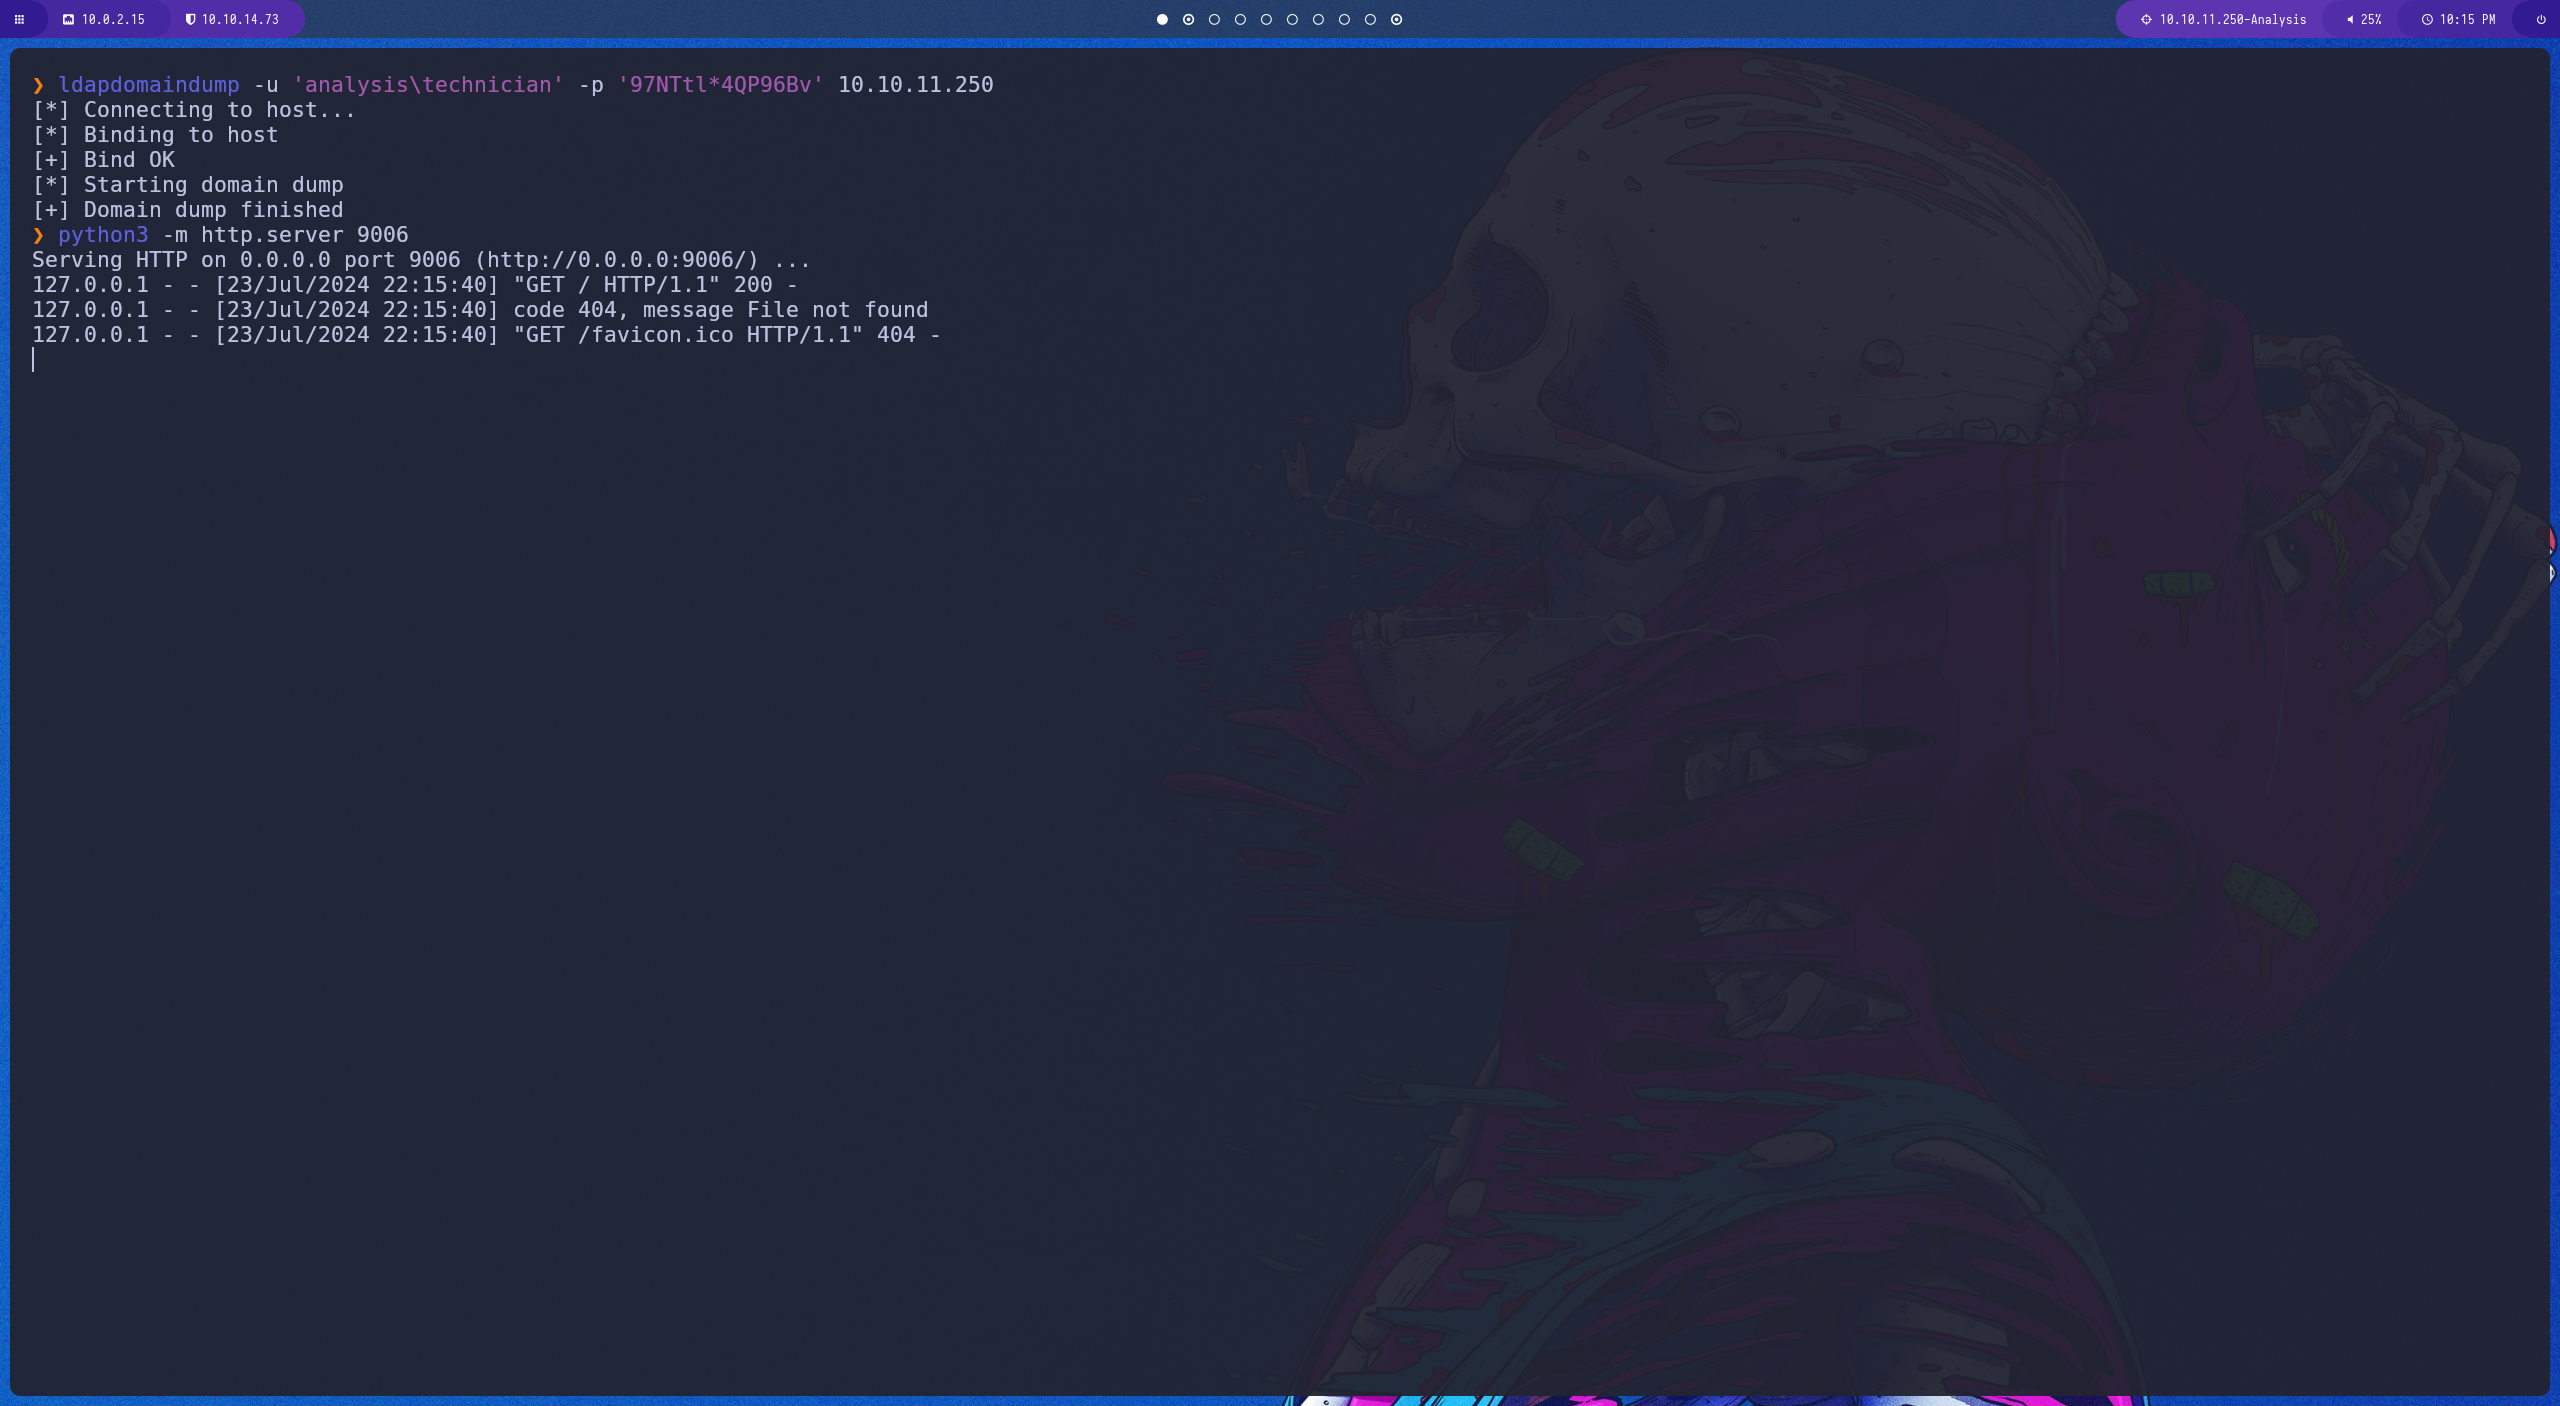 10.0.2.15
10.10.14.73
10.10.11.250-Analysis
25%
10:15 PM
❯ ldapdomaindump -u 'analysis\technician' -p '97NTtl*4QP96Bv' 10.10.11.250
[*] Connecting to host...
[*] Binding to host
[+] Bind OK
[*] Starting domain dump
[+] Domain dump finished
❯ python3 -m http.server 9006
Serving HTTP on 0.0.0.0 port 9006 (http://0.0.0.0:9006/) ...
127.0.0.1 - - [23/Jul/2024 22:15:40] "GET / HTTP/1.1" 200 -
127.0.0.1 - - [23/Jul/2024 22:15:40] code 404, message File not found
127.0.0.1 - - [23/Jul/2024 22:15:40] "GET /favicon.ico HTTP/1.1" 404 -